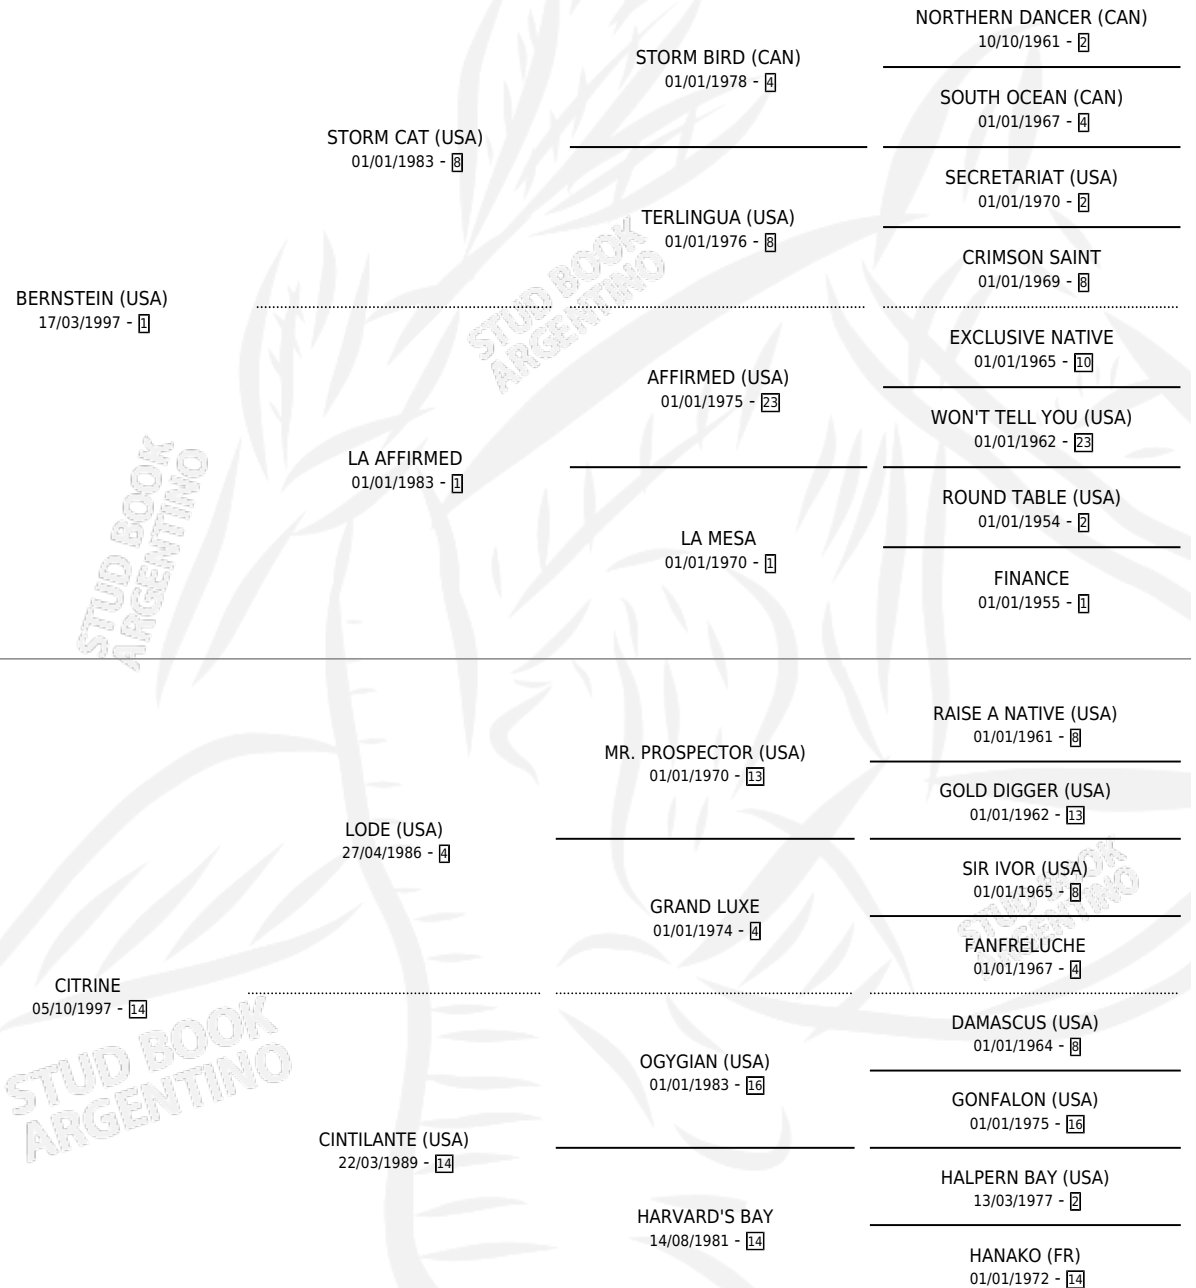 NORTHERN DANCER (CAN)
10/10/1961 - 2
STORM BIRD (CAN)
01/01/1978 - 4
SOUTH OCEAN (CAN)
01/01/1967 - 4
STORM CAT (USA)
01/01/1983 - 8
SECRETARIAT (USA)
01/01/1970 - 2
TERLINGUA (USA)
01/01/1976 - 8
CRIMSON SAINT
01/01/1969 - 8
BERNSTEIN (USA)
17/03/1997 - 1
STUD BOOK
ARGENTINO
EXCLUSIVE NATIVE
01/01/1965 - 10
AFFIRMED (USA)
01/01/1975 - 23
WON'T TELL YOU (USA)
01/01/1962 - 23
LA AFFIRMED
01/01/1983 - 1
ROUND TABLE (USA)
01/01/1954 - 2
LA MESA
01/01/1970 - 1
FINANCE
01/01/1955 - 1
STUD BOOK
ARGENTINO
RAISE A NATIVE (USA)
01/01/1961 - 8
MR. PROSPECTOR (USA)
01/01/1970 - 13
GOLD DIGGER (USA)
01/01/1962 - 13
LODE (USA)
27/04/1986 - 4
SIR IVOR (USA)
01/01/1965 - 8
GRAND LUXE
01/01/1974 - 4
FANFRELUCHE
01/01/1967 - 4
STUD BOOK
ARGENTINO
CITRINE
05/10/1997 - 14
DAMASCUS (USA)
01/01/1964 - 8
OGYGIAN (USA)
01/01/1983 - 16
GONFALON (USA)
01/01/1975 - 16
CINTILANTE (USA)
22/03/1989 - 14
HALPERN BAY (USA)
13/03/1977 - 2
HARVARD'S BAY
14/08/1981 - 14
HANAKO (FR)
01/01/1972 - 14
STUD BOOK
ARGENTINO